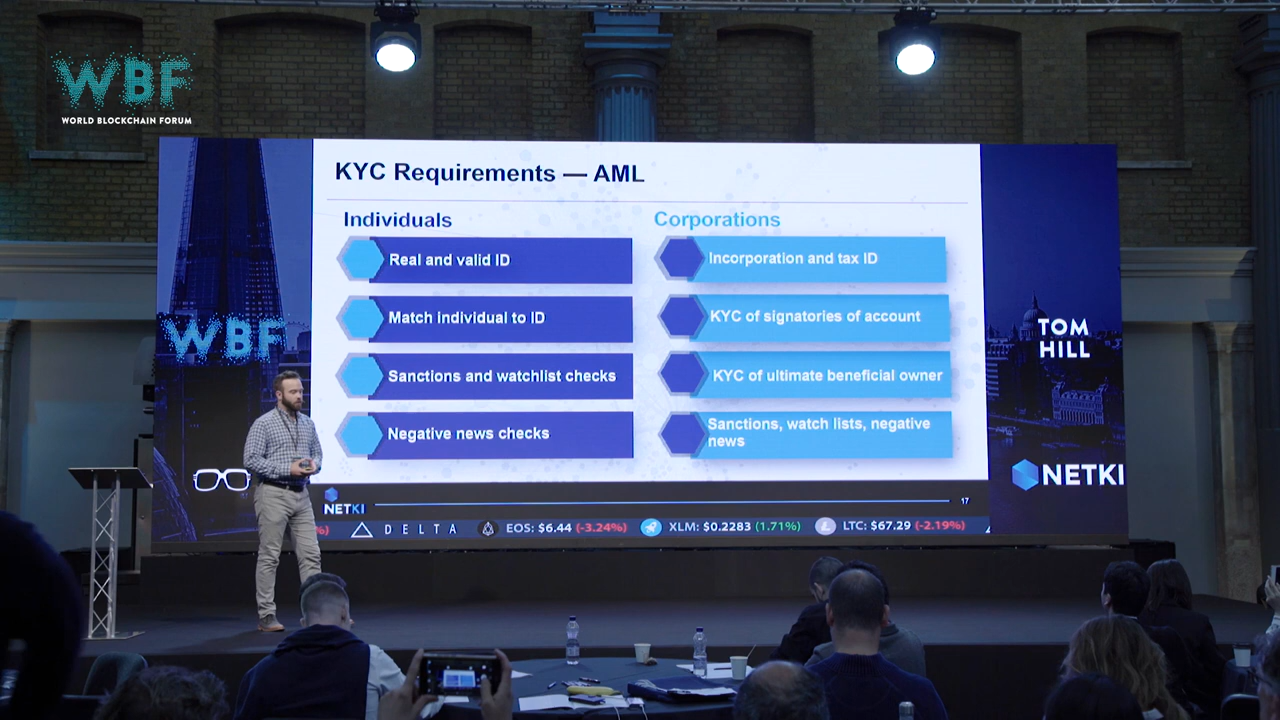 WBF
WORLD BLOCKCHAIN FORUM
KYC Requirements — AML
Individuals
Real and valid ID
Match individual to ID
Sanctions and watchlist checks
Negative news checks
Corporations
Incorporation and tax ID
KYC of signatories of account
KYC of ultimate beneficial owner
Sanctions, watch lists, negative
news
WBF
TOM
HILL
NETKI
NETKI
17
%) DELTA EOS: $6.44 (-3.24%) XLM: $0.2283 (1.71%) LTC: $67.29 (-2.19%)